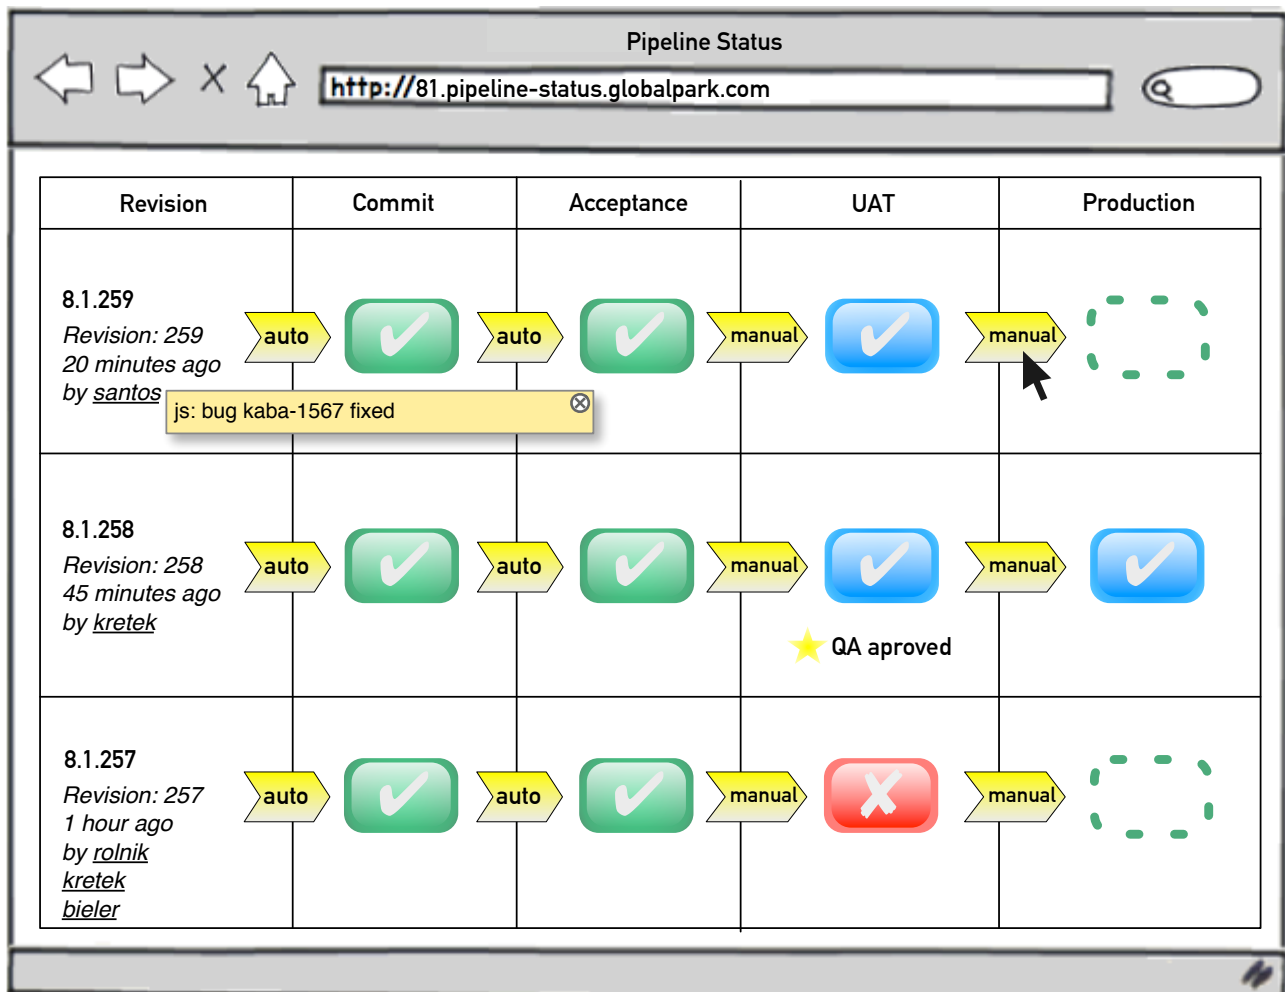 Pipeline Status
http://81.pipeline-status.globalpark.com
Revision Commit Acceptance UAT Production
8.1.259
Revision: 259
20 minutes ago
by santos
auto auto manual manual
js: bug kaba-1567 fixed
8.1.258
Revision: 258
45 minutes ago
by kretek
auto auto manual manual
QA aproved
8.1.257
Revision: 257
1 hour ago
by rolnik
kretek
bieler
auto auto manual manual